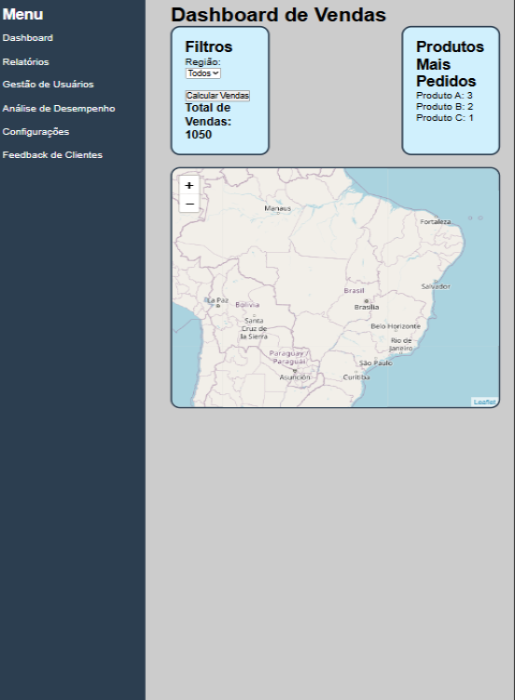 Menu
Dashboard
Relatórios
Gestão de Usuários
Análise de Desempenho
Configurações
Feedback de Clientes
Dashboard de Vendas
Filtros
Região:
Todos
Calcular Vendas
Total de
Vendas:
1050
Produtos
Mais
Pedidos
Produto A: 3
Produto B: 2
Produto C: 1
+
−
Manaus
Fortaleza
Salvador
Brasil
Brasília
La Paz
Bolivia
Santa
Cruz de
la Sierra
Belo Horizonte
Rio de
Janeiro
Paraguay /
Paraguái
São Paulo
Asunción
Curitiba
Leaflet